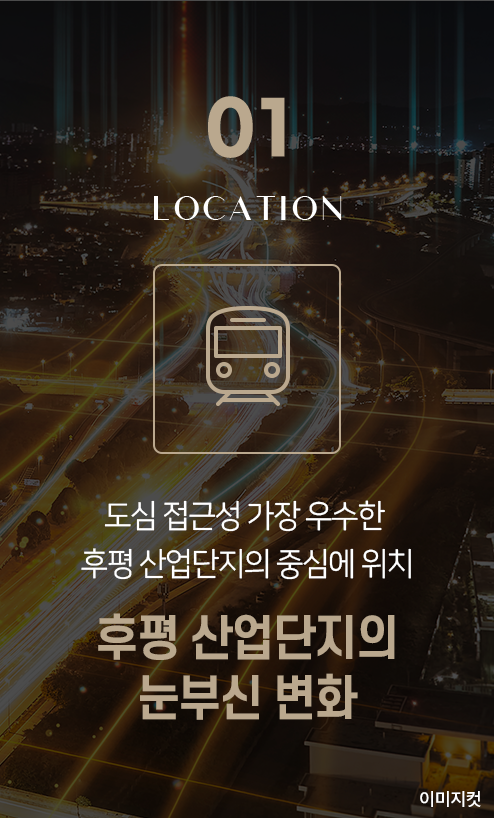 01
LOCATION
도심 접근성 가장 우수한
후평 산업단지의 중심에 위치
후평 산업단지의
눈부신 변화
이미지컷